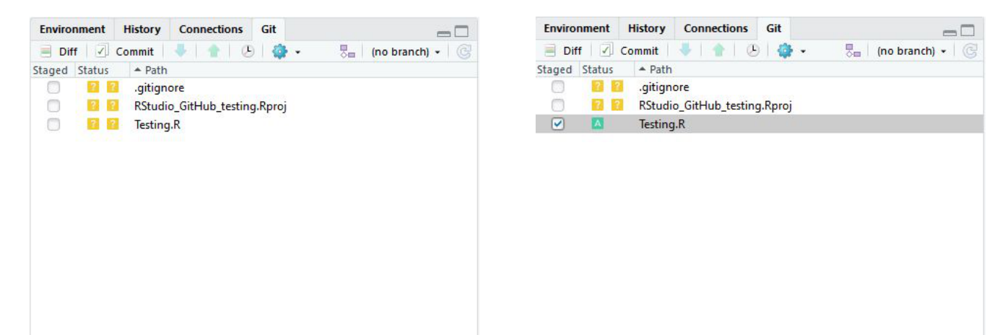 Environment History Connections Git
Diff Commit (no branch)
Staged Status Path
? ? .gitignore
? ? RStudio_GitHub_testing.Rproj
? ? Testing.R
Environment History Connections Git
Diff Commit (no branch)
Staged Status Path
? ? .gitignore
? ? RStudio_GitHub_testing.Rproj
A Testing.R